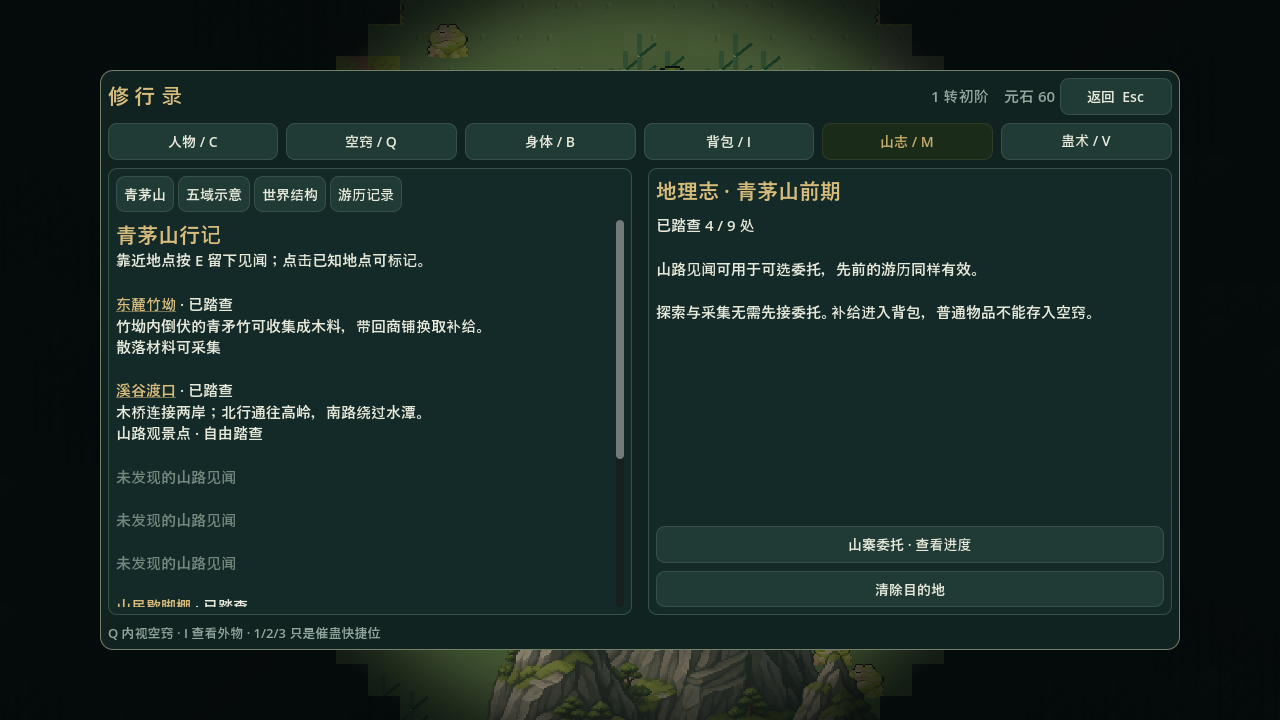 修行录
1 转初阶 元石 60 返回 Esc
人物 / C 空窍 / Q 身体 / B 背包 / I 山志 / M 蛊术 / V
青茅山 五域示意 世界结构 游历记录
青茅山行记
靠近地点按 E 留下见闻；点击已知地点可标记。
东麓竹坳 · 已踏查
竹坳内倒伏的青矛竹可收集成木料，带回商铺换取补给。
散落材料可采集
溪谷渡口 · 已踏查
木桥连接两岸；北行通往高岭，南路绕过水潭。
山路观景点 · 自由踏查
未发现的山路见闻
未发现的山路见闻
未发现的山路见闻
山居歇脚棚 · 已踏查
地理志 · 青茅山前期
已踏查 4 / 9 处
山路见闻可用于可选委托，先前的游历同样有效。
探索与采集无需先接委托。补给进入背包，普通物品不能存入空窍。
山寨委托 · 查看进度
清除目的地
Q 内视空窍 · I 查看外物 · 1/2/3 只是催蛊快捷位